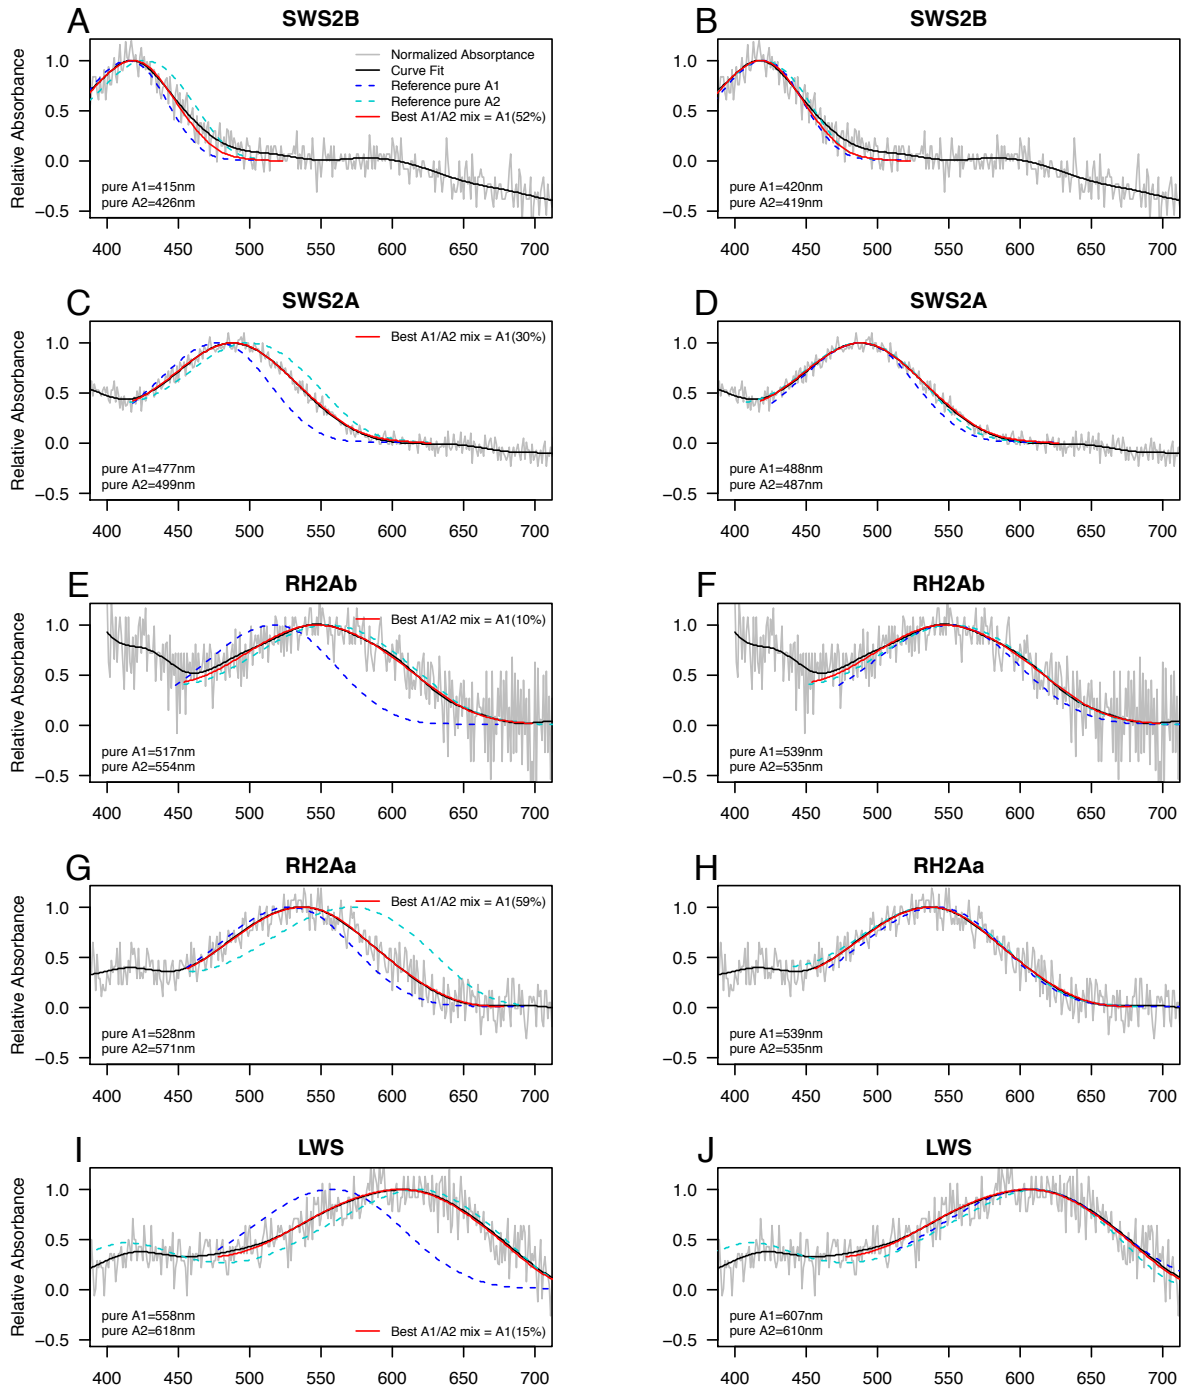 A
SWS2B
Relative Absorbance
1.0
0.5
0.0
−0.5
Normalized Absorptance
Curve Fit
Reference pure A1
Reference pure A2
Best A1/A2 mix = A1(52%)
pure A1=415nm
pure A2=426nm
400 450 500 550 600 650 700
B
SWS2B
1.0
0.5
0.0
−0.5
pure A1=420nm
pure A2=419nm
400 450 500 550 600 650 700
C
SWS2A
Relative Absorbance
1.0
0.5
0.0
−0.5
Best A1/A2 mix = A1(30%)
pure A1=477nm
pure A2=499nm
400 450 500 550 600 650 700
D
SWS2A
1.0
0.5
0.0
−0.5
pure A1=488nm
pure A2=487nm
400 450 500 550 600 650 700
E
RH2Ab
Relative Absorbance
1.0
0.5
0.0
−0.5
Best A1/A2 mix = A1(10%)
pure A1=517nm
pure A2=554nm
400 450 500 550 600 650 700
F
RH2Ab
1.0
0.5
0.0
−0.5
pure A1=539nm
pure A2=535nm
400 450 500 550 600 650 700
G
RH2Aa
Relative Absorbance
1.0
0.5
0.0
−0.5
Best A1/A2 mix = A1(59%)
pure A1=528nm
pure A2=571nm
400 450 500 550 600 650 700
H
RH2Aa
1.0
0.5
0.0
−0.5
pure A1=539nm
pure A2=535nm
400 450 500 550 600 650 700
I
LWS
Relative Absorbance
1.0
0.5
0.0
−0.5
pure A1=558nm
pure A2=618nm
Best A1/A2 mix = A1(15%)
400 450 500 550 600 650 700
J
LWS
1.0
0.5
0.0
−0.5
pure A1=607nm
pure A2=610nm
400 450 500 550 600 650 700